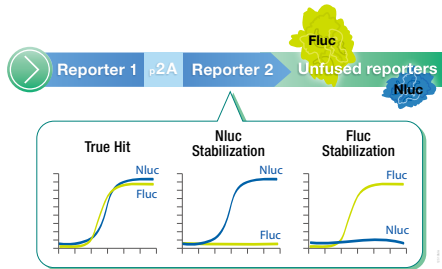 Fluc
Reporter 1
p2A
Reporter 2
Unfused reporters
Nluc
True Hit
Nluc
Fluc
Nluc
Stabilization
Nluc
Fluc
Fluc
Stabilization
Fluc
Nluc